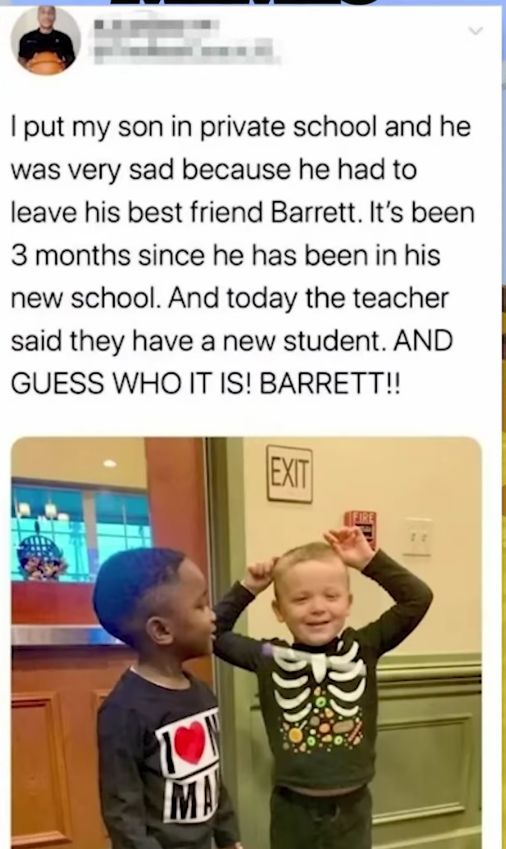 I put my son in private school and he
was very sad because he had to
leave his best friend Barrett. It's been
3 months since he has been in his
new school. And today the teacher
said they have a new student. AND
GUESS WHO IT IS! BARRETT!!
EXIT
FIRE
I ♥
MA